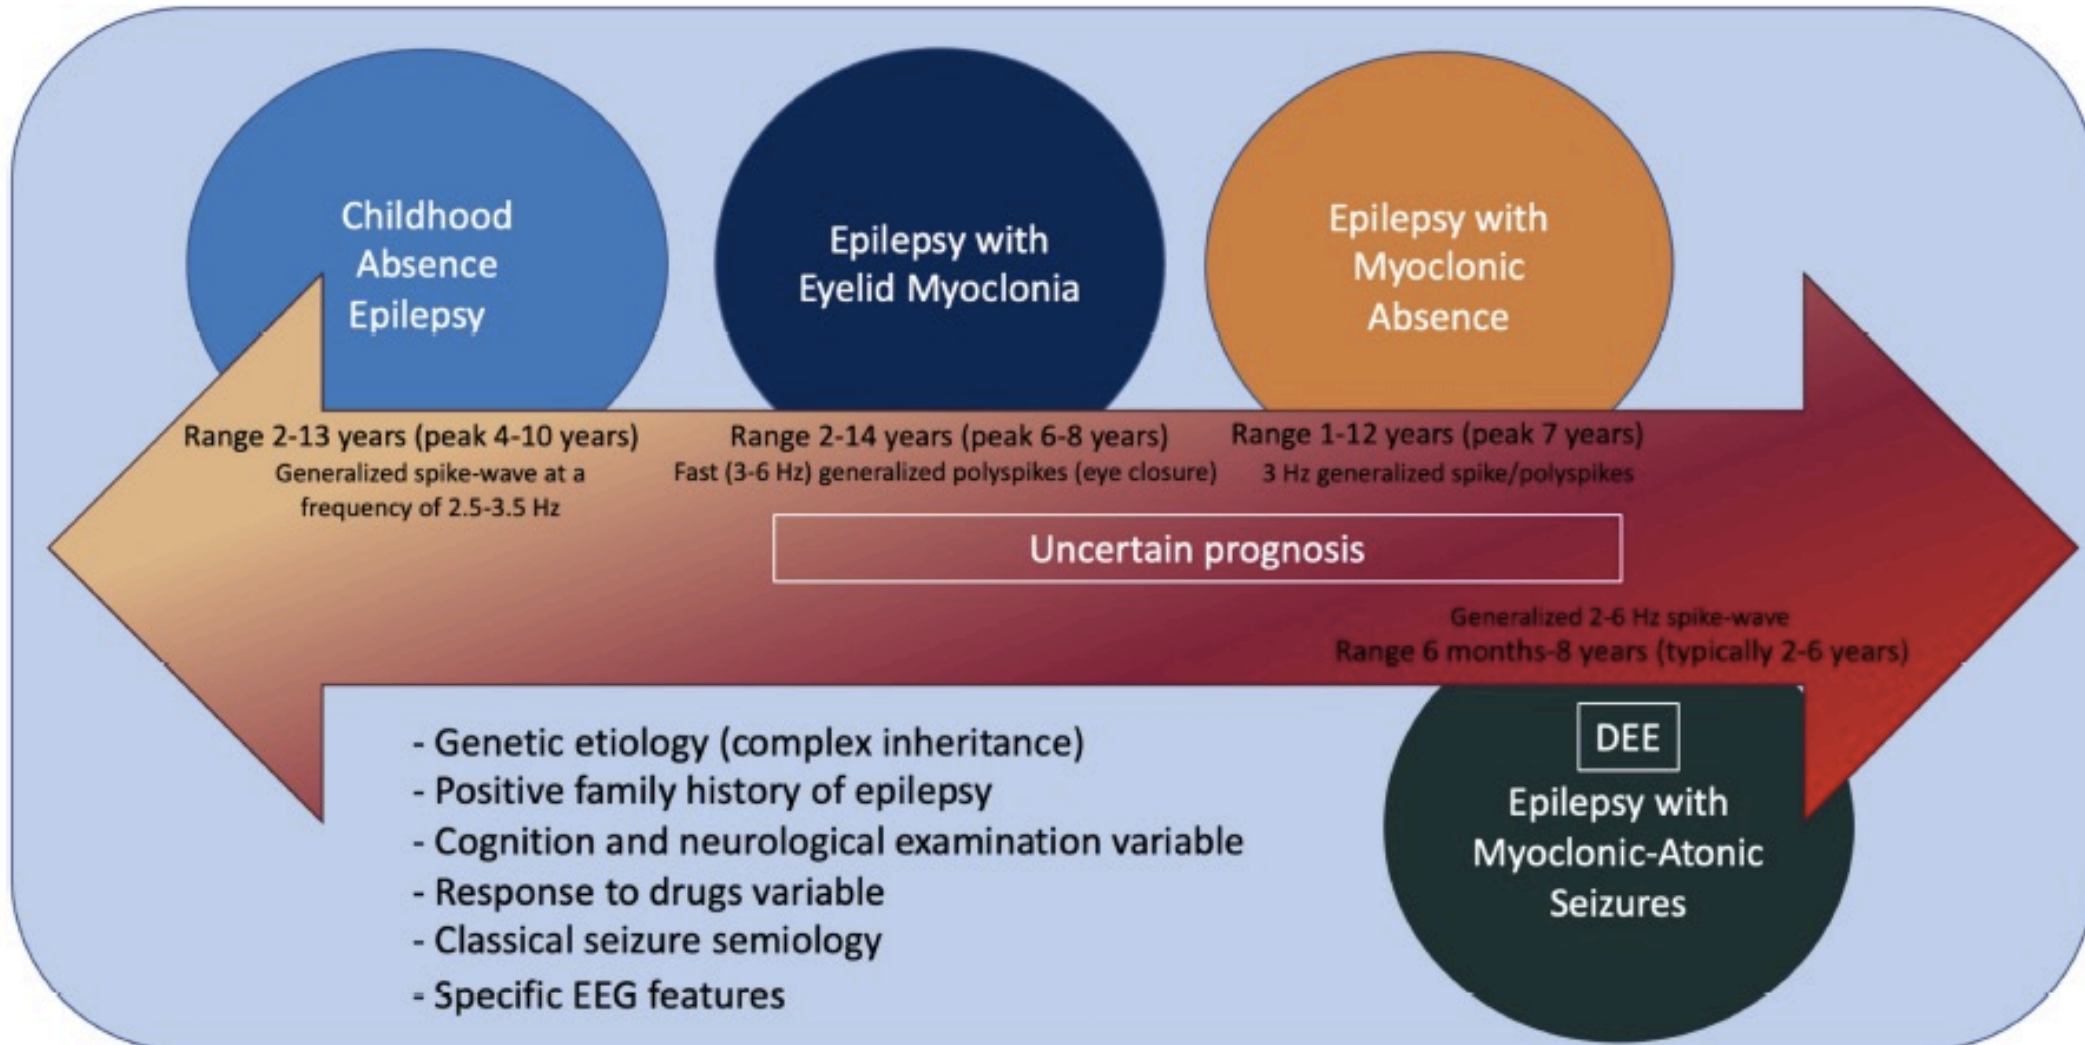 Childhood
Absence
Epilepsy
Epilepsy with
Eyelid Myoclonia
Epilepsy with
Myoclonic
Absence
Range 2-13 years (peak 4-10 years)
Generalized spike-wave at a
frequency of 2.5-3.5 Hz
Range 2-14 years (peak 6-8 years)
Fast (3-6 Hz) generalized polyspikes (eye closure)
Range 1-12 years (peak 7 years)
3 Hz generalized spike/polyspikes
Uncertain prognosis
Generalized 2-6 Hz spike-wave
Range 6 months-8 years (typically 2-6 years)
- Genetic etiology (complex inheritance)
- Positive family history of epilepsy
- Cognition and neurological examination variable
- Response to drugs variable
- Classical seizure semiology
- Specific EEG features
DEE
Epilepsy with
Myoclonic-Atonic
Seizures